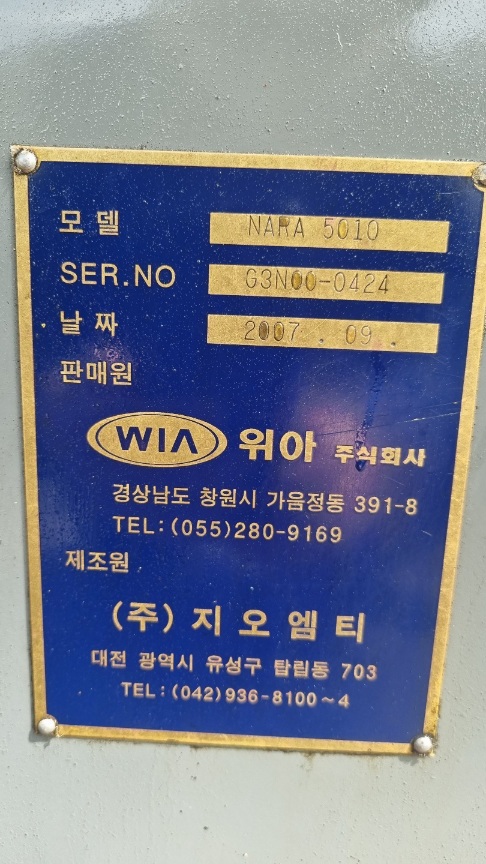 모델 NARA 5010
SER.NO G3N00-0424
날짜 2007 . 09 .
판매원
WIA 위아 주식회사
경상남도 창원시 가음정동 391-8
TEL:(055)280-9169
제조원
(주) 지오엠티
대전 광역시 유성구 탑립동 703
TEL:(042)936-8100~4